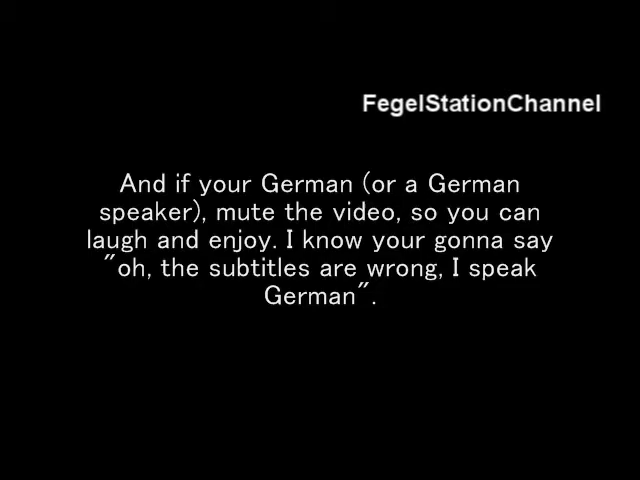 FegelStationChannel
And if your German (or a German
speaker), mute the video, so you can
laugh and enjoy. I know your gonna say
"oh, the subtitles are wrong, I speak
German".